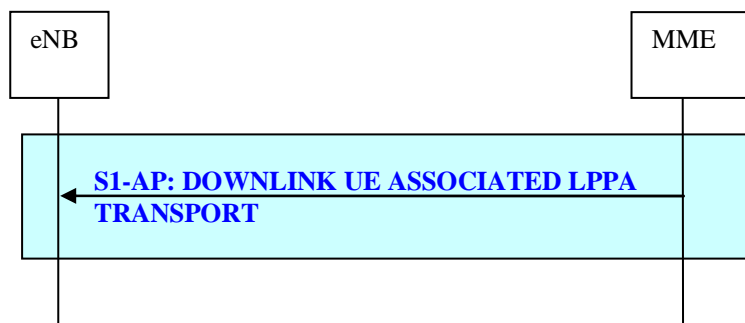 eNB
MME
S1-AP: DOWNLINK UE ASSOCIATED LPPA
TRANSPORT